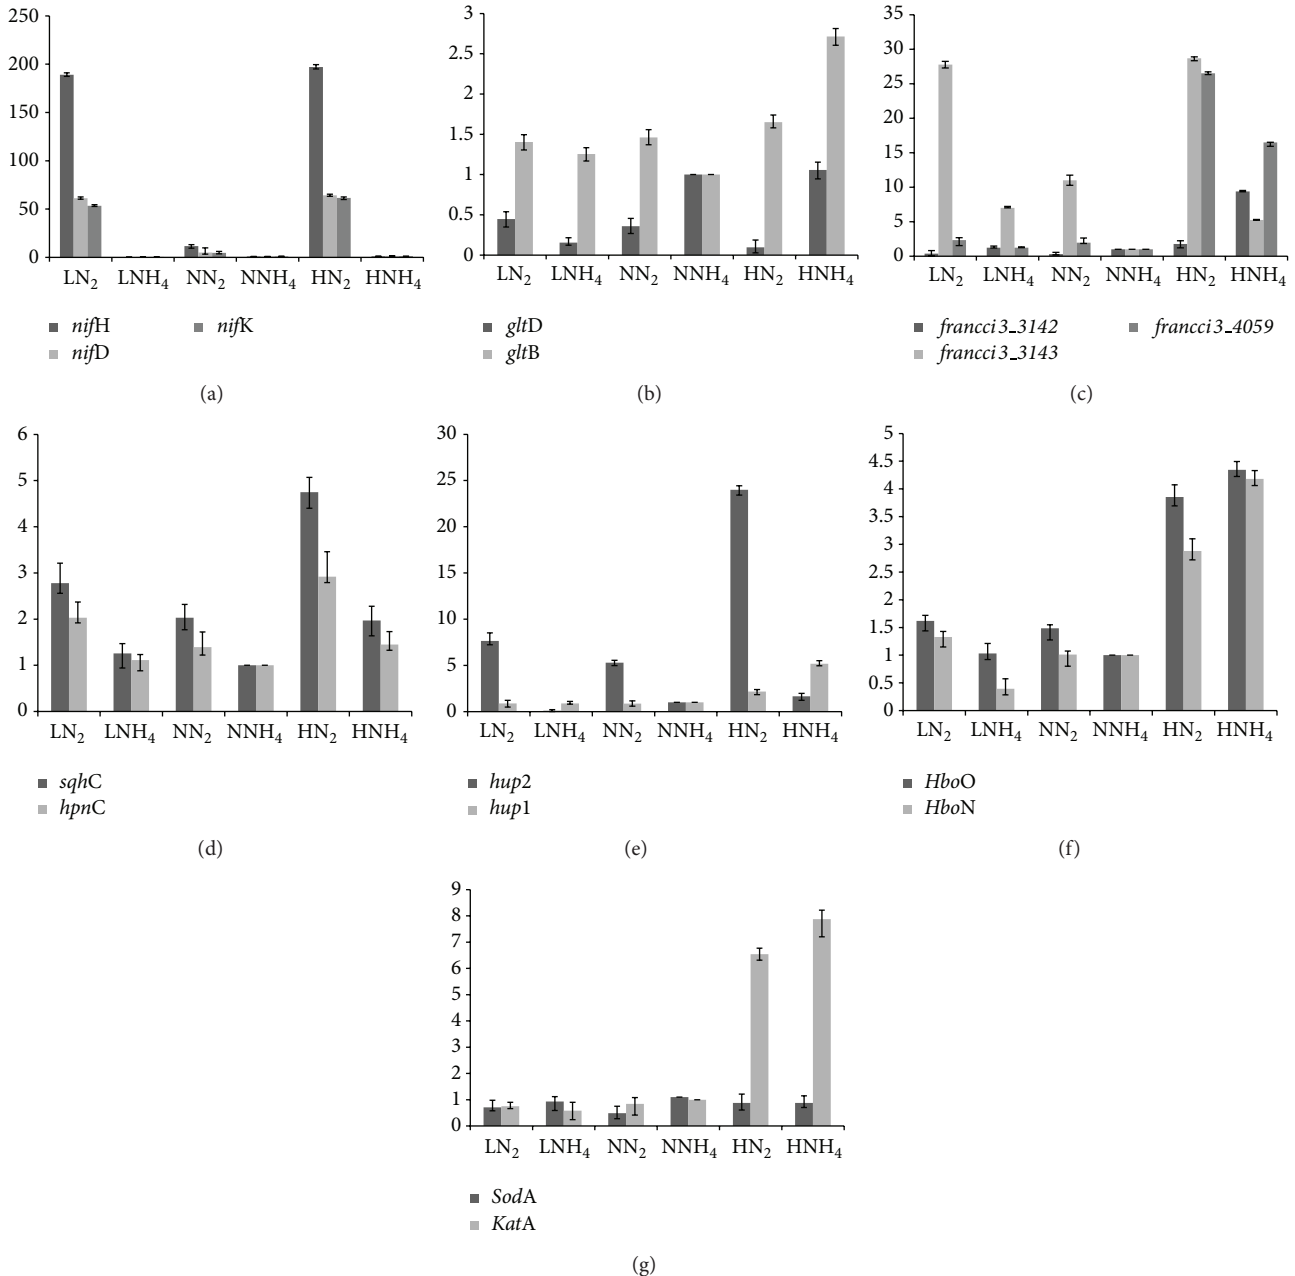 250
200
150
100
50
0
LN2 LNH4 NN2 NNH4 HN2 HNH4
nifH nifK
nifD
(a)
3
2.5
2
1.5
1
0.5
0
LN2 LNH4 NN2 NNH4 HN2 HNH4
gltD
gltB
(b)
35
30
25
20
15
10
5
0
LN2 LNH4 NN2 NNH4 HN2 HNH4
francci3_3142 francci3_4059
francci3_3143
(c)
6
5
4
3
2
1
0
LN2 LNH4 NN2 NNH4 HN2 HNH4
sqhC
hpnC
(d)
30
25
20
15
10
5
0
LN2 LNH4 NN2 NNH4 HN2 HNH4
hup2
hup1
(e)
5
4.5
4
3.5
3
2.5
2
1.5
1
0.5
0
LN2 LNH4 NN2 NNH4 HN2 HNH4
HboO
HboN
(f)
9
8
7
6
5
4
3
2
1
0
LN2 LNH4 NN2 NNH4 HN2 HNH4
SodA
KatA
(g)